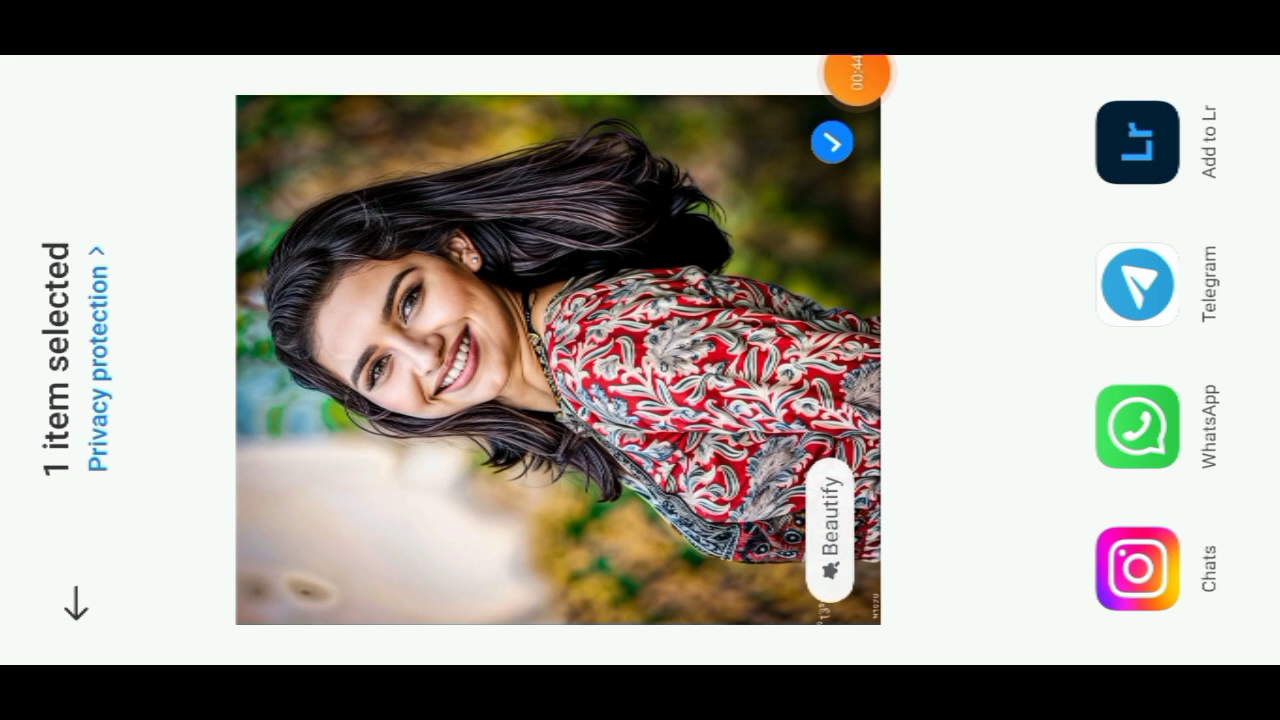 1 item selected
Privacy protection >
00:44
Beautify
Chats
WhatsApp
Telegram
Lr
Add to Lr